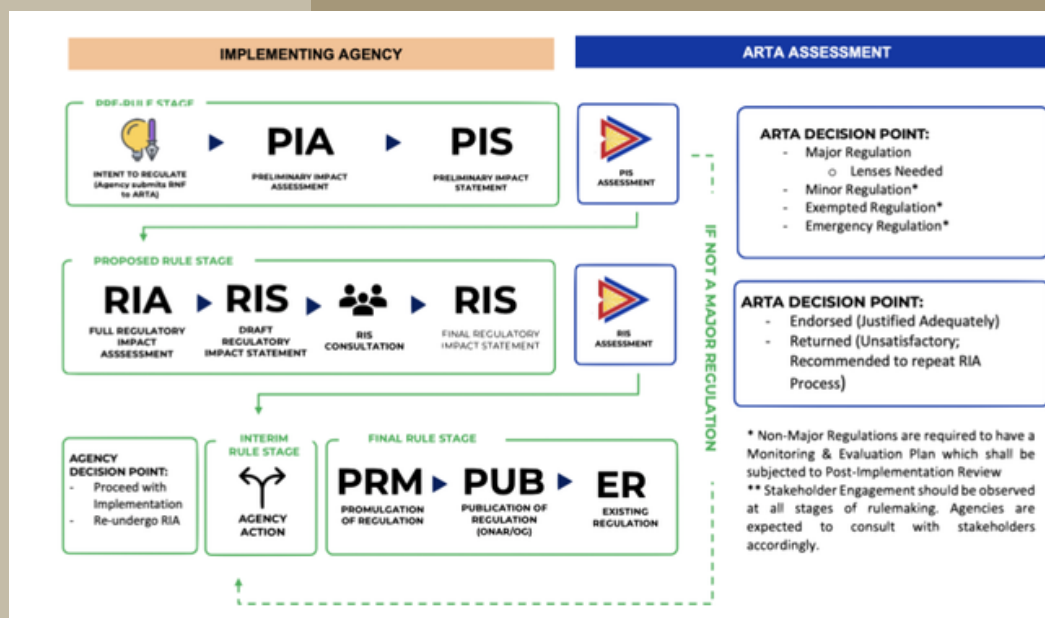 IMPLEMENTING AGENCY
ARTA ASSESSMENT
PRE-RULE STAGE
INTENT TO REGULATE
(Agency submits RNF
to ARTA)
PIA
PRELIMINARY IMPACT
ASSESSMENT
PIS
PRELIMINARY IMPACT
STATEMENT
PIS
ASSESSMENT
ARTA DECISION POINT:
- Major Regulation
o Lenses Needed
- Minor Regulation*
- Exempted Regulation*
- Emergency Regulation*
IF NOT A MAJOR REGULATION
PROPOSED RULE STAGE
RIA
FULL REGULATORY
IMPACT
ASSSESSMENT
RIS
DRAFT
REGULATORY
IMPACT STATEMENT
RIS
CONSULTATION
RIS
FINAL REGULATORY
IMPACT STATEMENT
RIS
ASSESSMENT
ARTA DECISION POINT:
- Endorsed (Justified Adequately)
- Returned (Unsatisfactory;
Recommended to repeat RIA
Process)
AGENCY
DECISION POINT:
- Proceed with
Implementation
- Re-undergo RIA
INTERIM
RULE STAGE
AGENCY
ACTION
FINAL RULE STAGE
PRM
PROMULGATION
OF REGULATION
PUB
PUBLICATION OF
REGULATION
(ONAR/OG)
ER
EXISTING
REGULATION
* Non-Major Regulations are required to have a
Monitoring & Evaluation Plan which shall be
subjected to Post-Implementation Review
** Stakeholder Engagement should be observed
at all stages of rulemaking. Agencies are
expected to consult with stakeholders
accordingly.